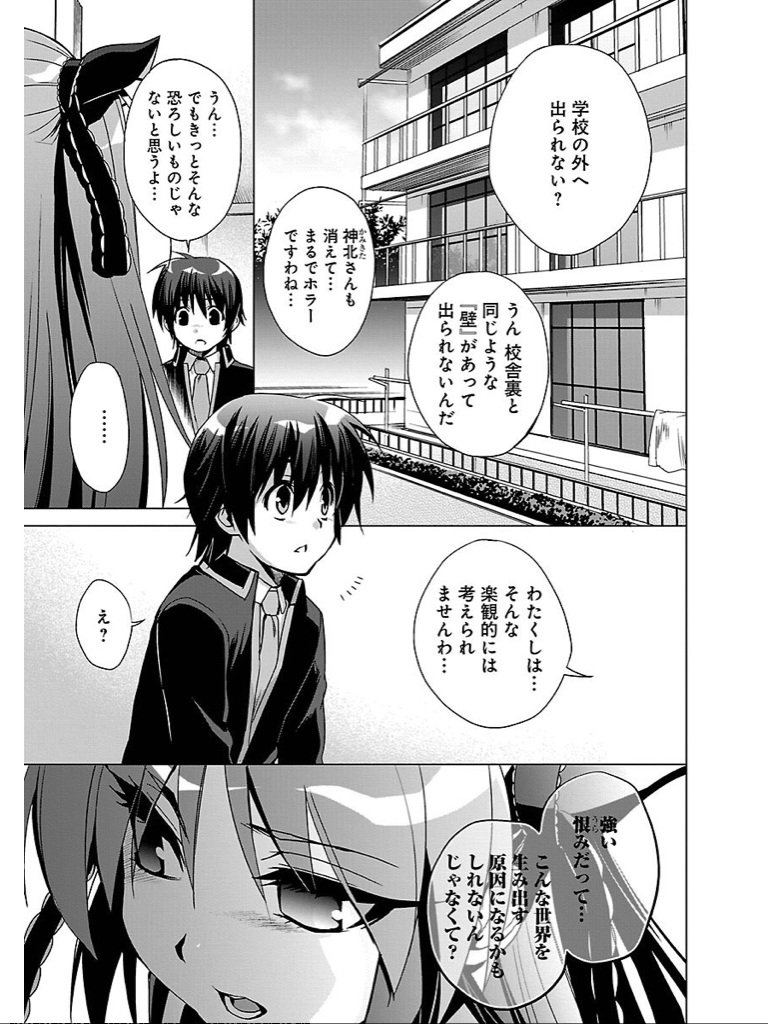 学校の外へ
出られない？
うん 校舎裏と
同じような
『壁』があって
出られないんだ
神北さんも
かみきた
消えて…
まるでホラー
ですわね…
うん…
でもきっとそんな
恐ろしいものじゃ
ないと思うよ…
……
わたくしは…
そんな
楽観的には
考えられ
ませんわ…
え？
強い
恨みだって…
うら
こんな世界を
生み出す
原因になるかも
しれないん
じゃなくて？